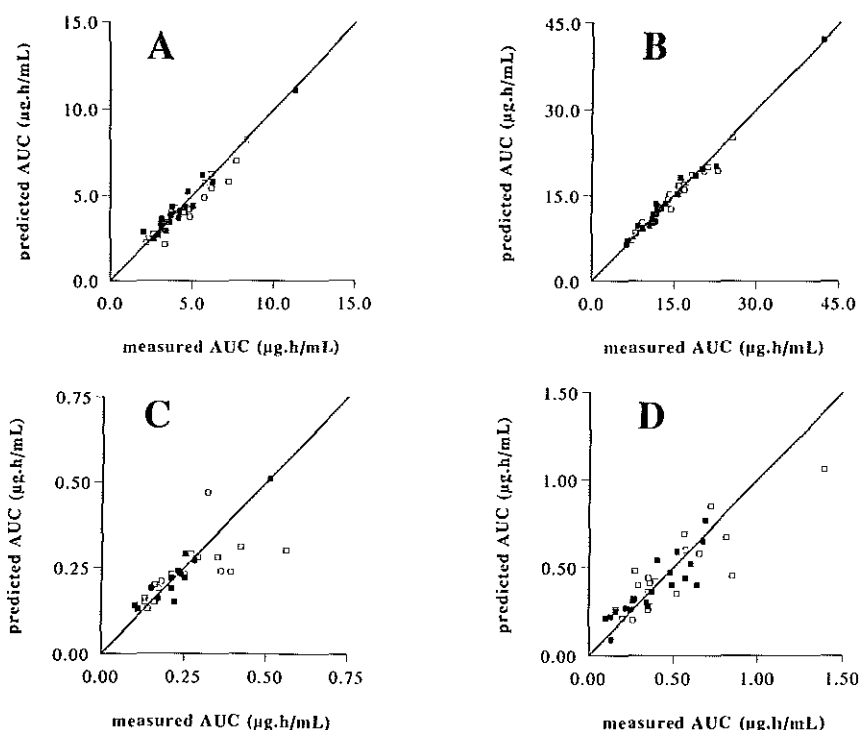 A
predicted AUC (µg.h/mL)
15.0
10.0
5.0
0.0
0.0 5.0 10.0 15.0
measured AUC (µg.h/mL)
B
predicted AUC (µg.h/mL)
45.0
30.0
15.0
0.0
0.0 15.0 30.0 45.0
measured AUC (µg.h/mL)
C
predicted AUC (µg.h/mL)
0.75
0.50
0.25
0.00
0.00 0.25 0.50 0.75
measured AUC (µg.h/mL)
D
predicted AUC (µg.h/mL)
1.50
1.00
0.50
0.00
0.00 0.50 1.00 1.50
measured AUC (µg.h/mL)